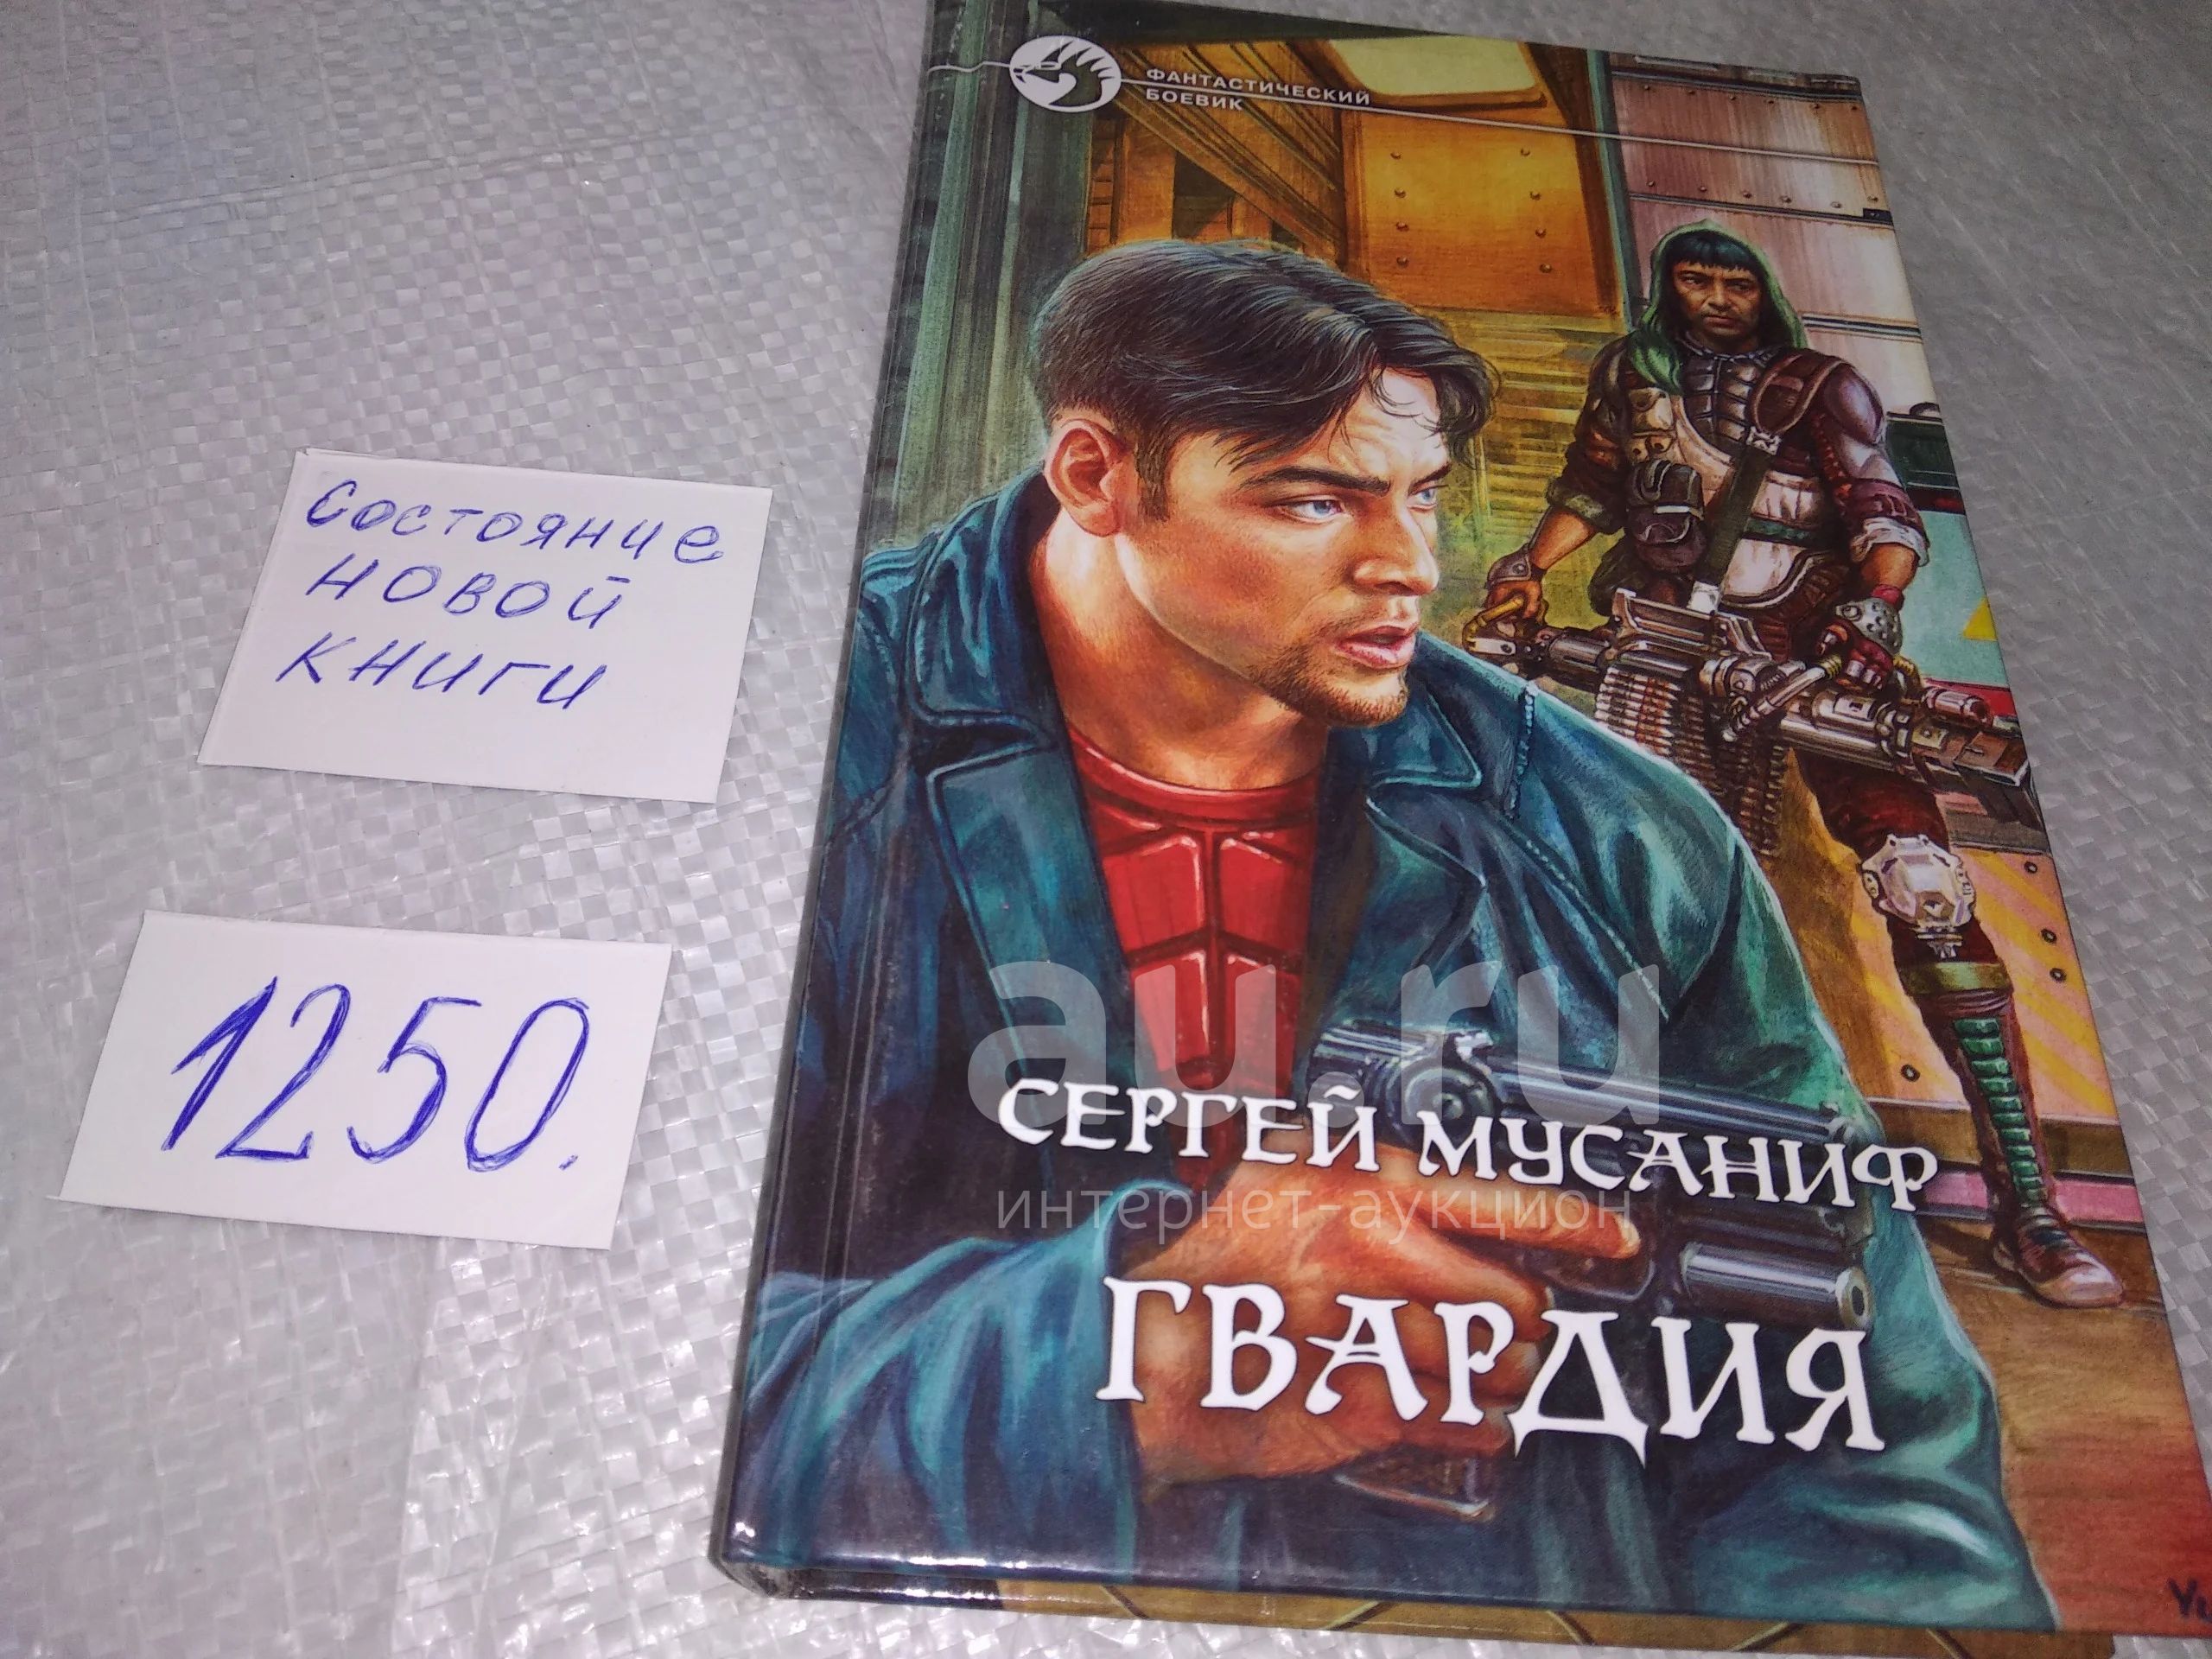 ФАНТАСТИЧЕСКИЙ
БОЕВИК
Состояние
новой
книги
1250.
au.ru
СЕРГЕЙ МУСАНИФ
интернет-аукцион
ГВАРДИЯ